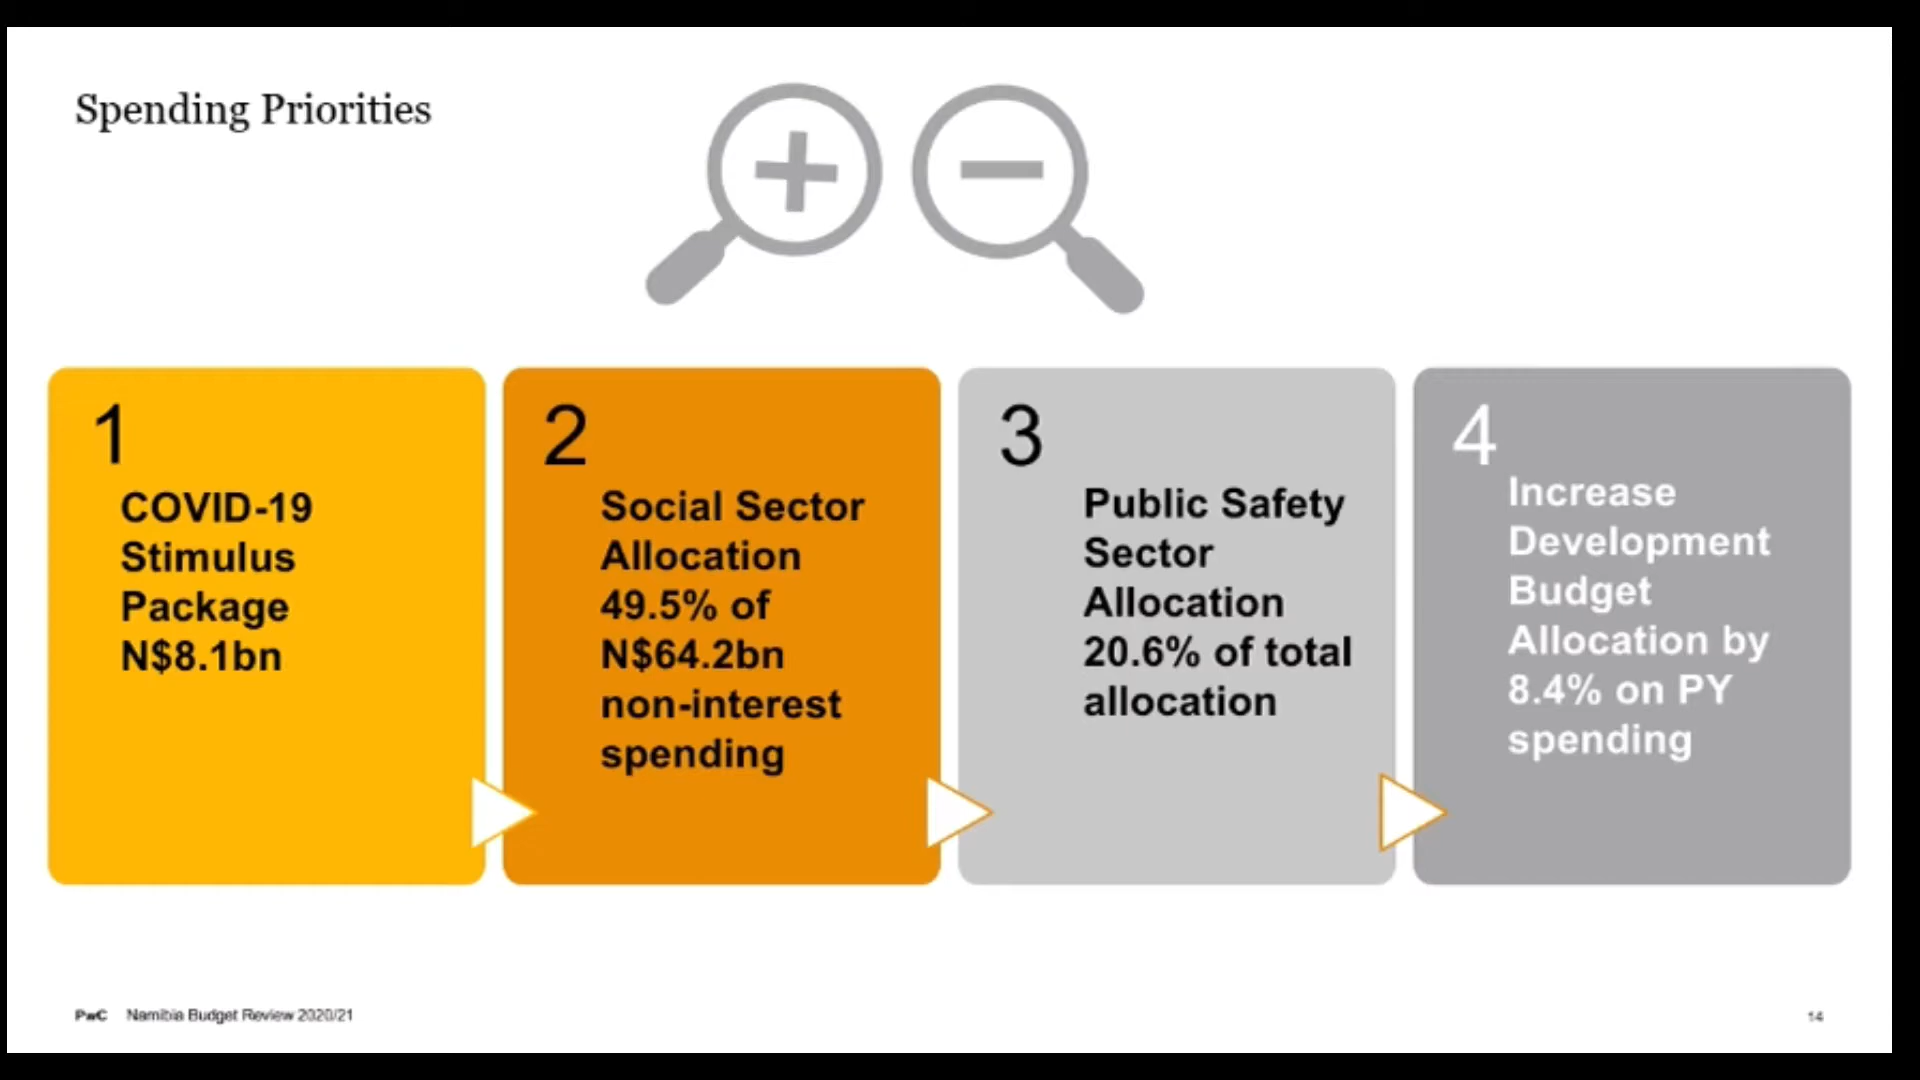 Spending Priorities
1
COVID-19
Stimulus
Package
N$8.1bn
2
Social Sector
Allocation
49.5% of
N$64.2bn
non-interest
spending
3
Public Safety
Sector
Allocation
20.6% of total
allocation
4
Increase
Development
Budget
Allocation by
8.4% on PY
spending
PwC Namibia Budget Review 2020/21
14